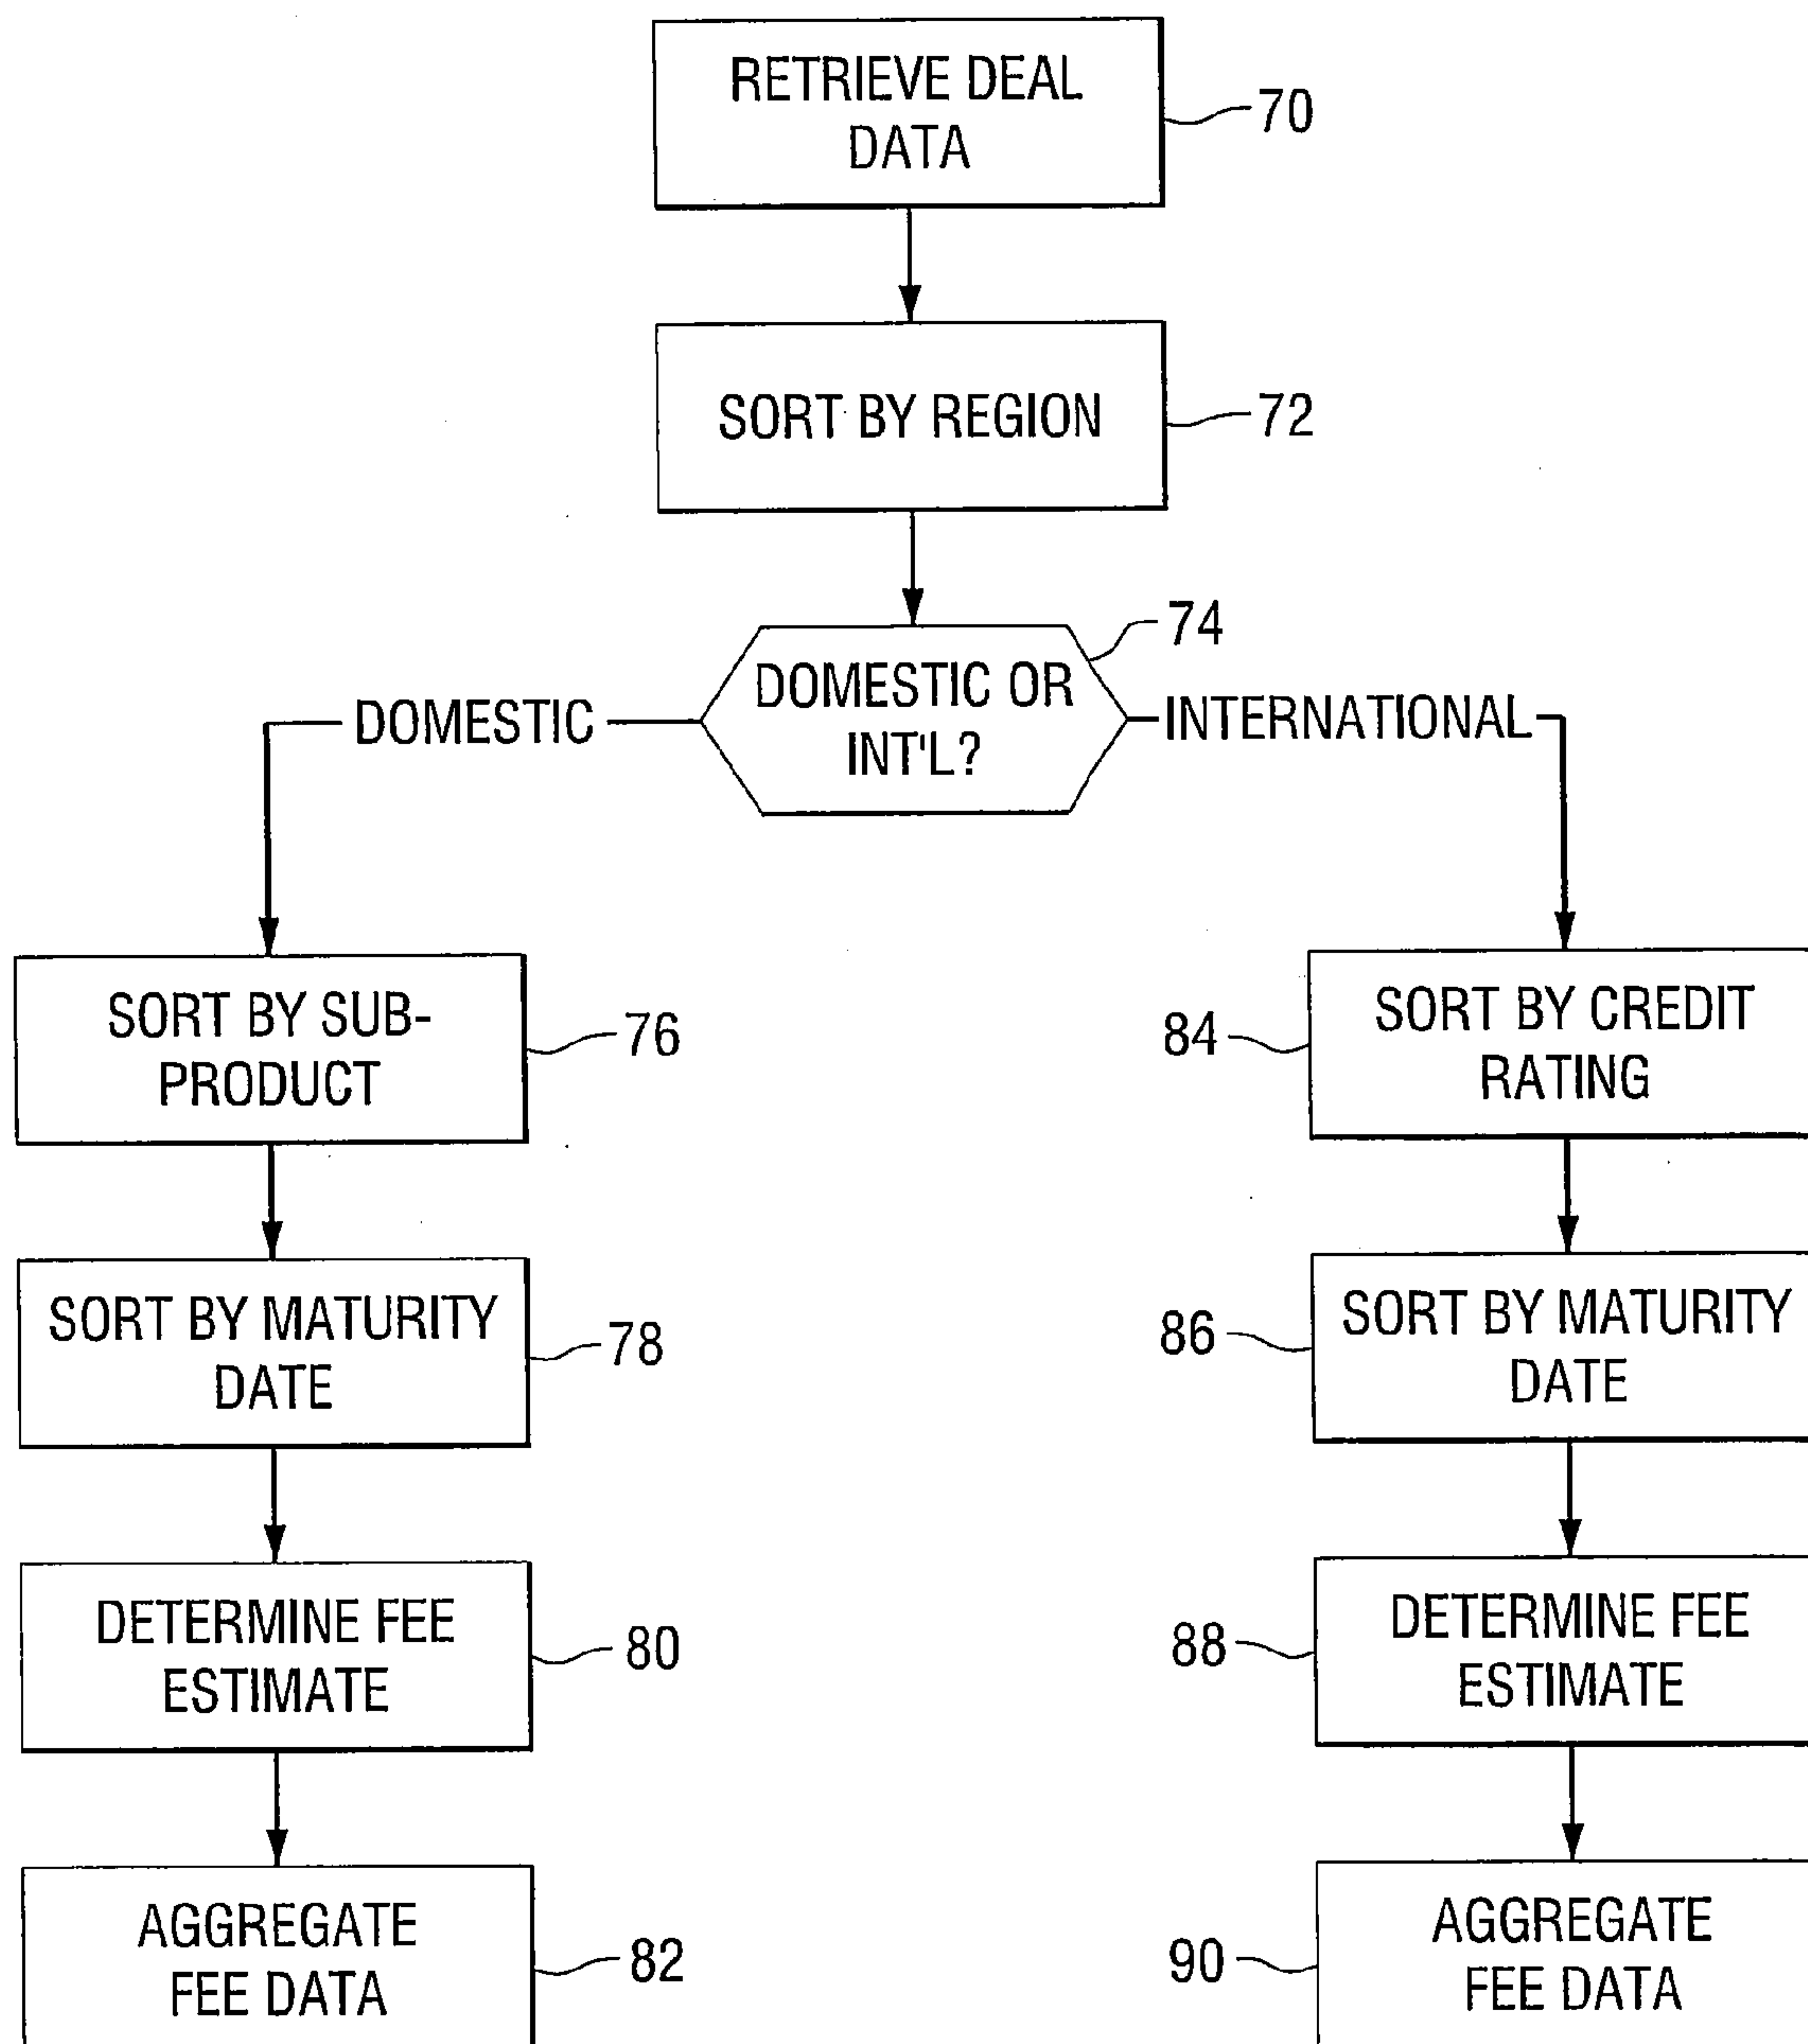 RETRIEVE DEAL
DATA
70
SORT BY REGION
72
74
DOMESTIC OR
INT'L?
DOMESTIC
INTERNATIONAL
SORT BY SUB-
PRODUCT
76
SORT BY MATURITY
DATE
78
DETERMINE FEE
ESTIMATE
80
AGGREGATE
FEE DATA
82
84
SORT BY CREDIT
RATING
86
SORT BY MATURITY
DATE
88
DETERMINE FEE
ESTIMATE
90
AGGREGATE
FEE DATA